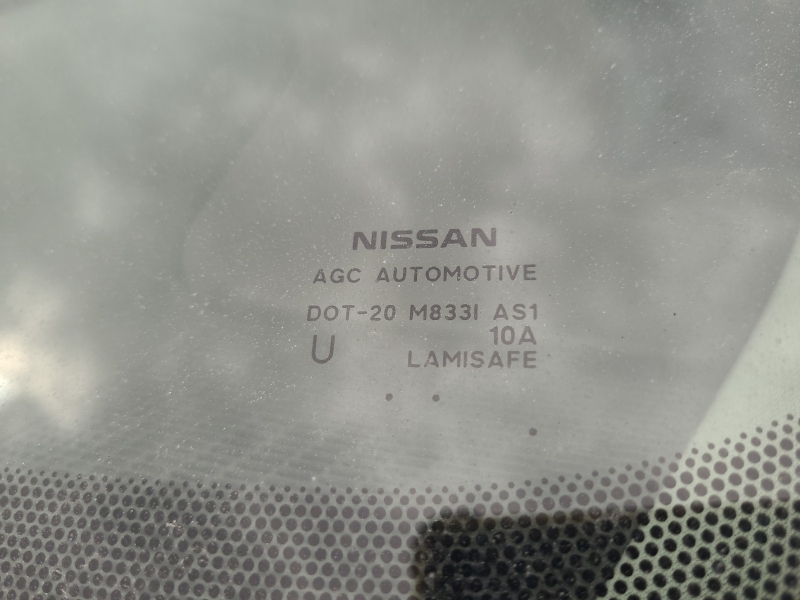 NISSAN
AGC AUTOMOTIVE
DOT-20 M833I AS1
10A
U LAMISAFE